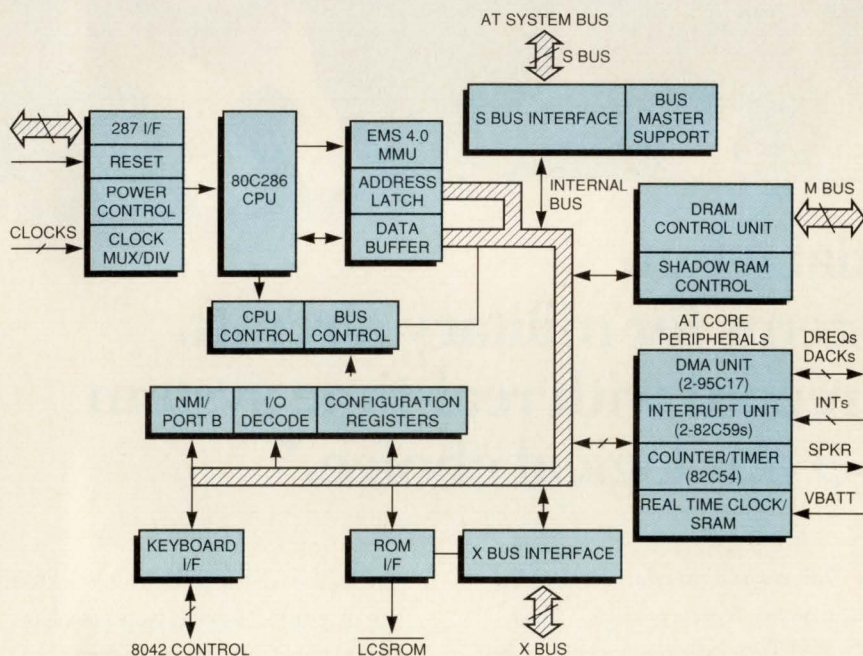 AT SYSTEM BUS
S BUS
287 I/F
RESET
POWER
CONTROL
CLOCK
MUX/DIV
CLOCKS
80C286
CPU
EMS 4.0
MMU
ADDRESS
LATCH
DATA
BUFFER
S BUS INTERFACE
BUS
MASTER
SUPPORT
INTERNAL
BUS
M BUS
DRAM
CONTROL UNIT
SHADOW RAM
CONTROL
CPU
CONTROL
BUS
CONTROL
AT CORE
PERIPHERALS
DREQs
DACKs
DMA UNIT
(2-95C17)
INTERRUPT UNIT
(2-82C59s)
INTs
COUNTER/TIMER
(82C54)
SPKR
REAL TIME CLOCK/
SRAM
VBATT
NMI/
PORT B
I/O
DECODE
CONFIGURATION
REGISTERS
KEYBOARD
I/F
ROM
I/F
X BUS INTERFACE
8042 CONTROL
LCSROM
X BUS